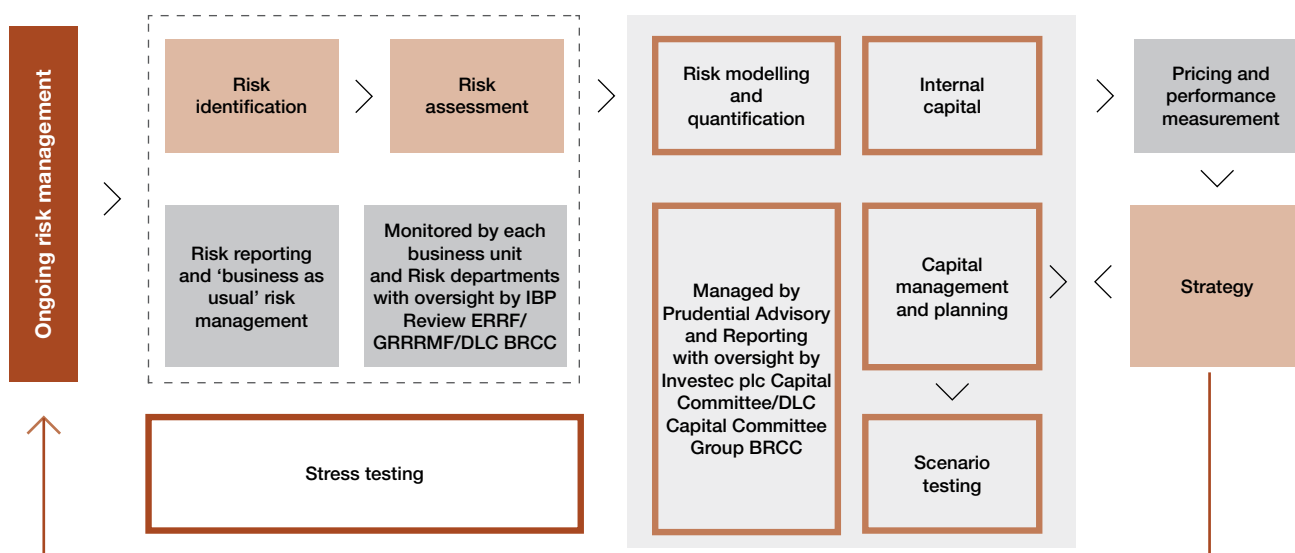 Ongoing risk management
Risk
identification
Risk
assessment
Risk reporting
and ‘business as
usual’ risk
management
Monitored by each
business unit
and Risk departments
with oversight by IBP
Review ERRF/
GRRRMF/DLC BRCC
Stress testing
Risk modelling
and
quantification
Internal
capital
Managed by
Prudential Advisory
and Reporting
with oversight by
Investec plc Capital
Committee/DLC
Capital Committee
Group BRCC
Capital
management
and planning
Scenario
testing
Pricing and
performance
measurement
Strategy